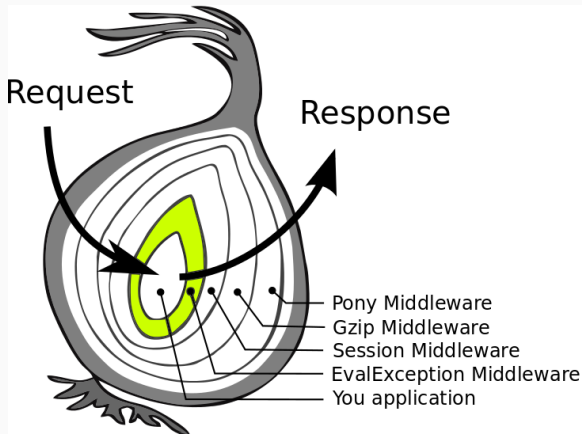 Request
Response
Pony Middleware
Gzip Middleware
Session Middleware
EvalException Middleware
You application